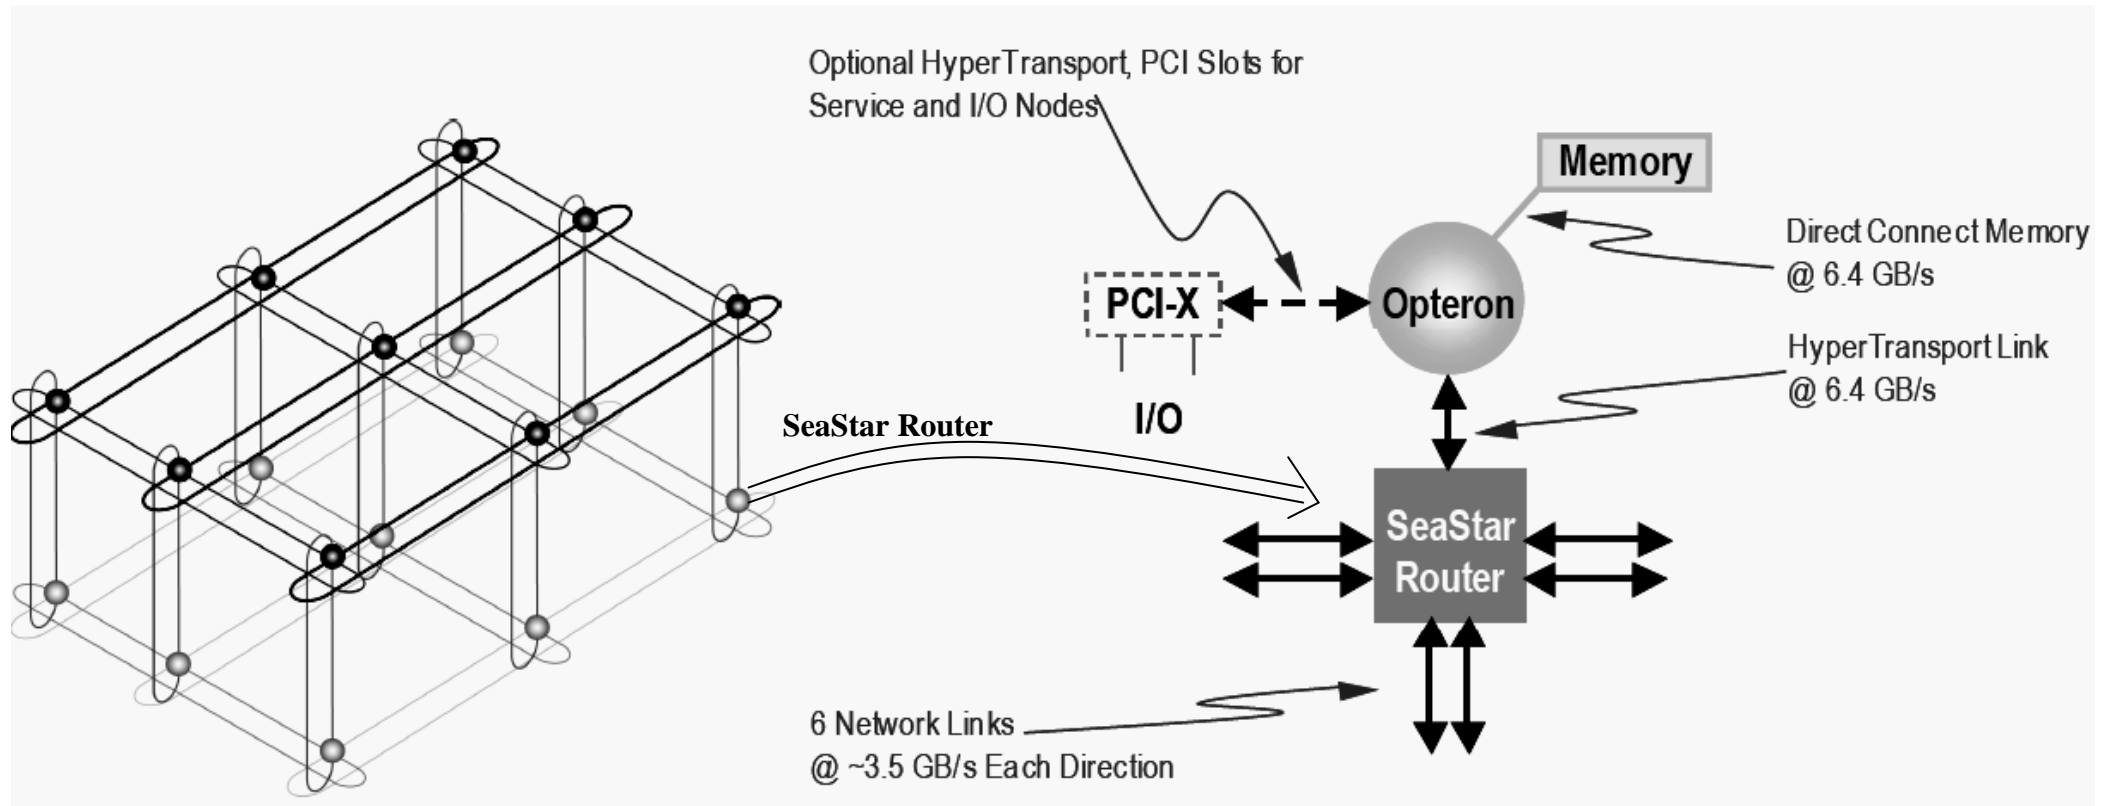 Optional HyperTransport, PCI Slots for
Service and I/O Nodes
Memory
Direct Connect Memory
@ 6.4 GB/s
PCI-X
Opteron
HyperTransport Link
@ 6.4 GB/s
I/O
SeaStar Router
SeaStar
Router
6 Network Links
@ ~3.5 GB/s Each Direction